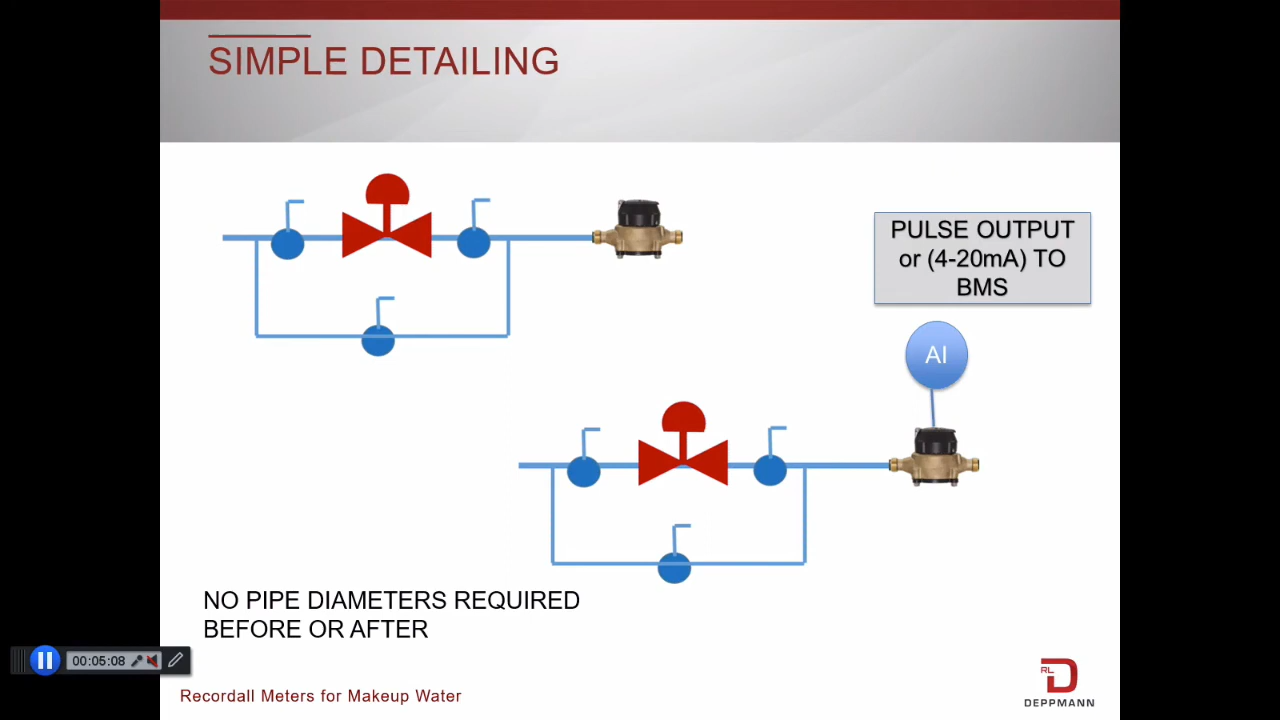 SIMPLE DETAILING
PULSE OUTPUT
or (4-20mA) TO
BMS
AI
NO PIPE DIAMETERS REQUIRED
BEFORE OR AFTER
00:05:08
Recordall Meters for Makeup Water
RL
DEPPMANN